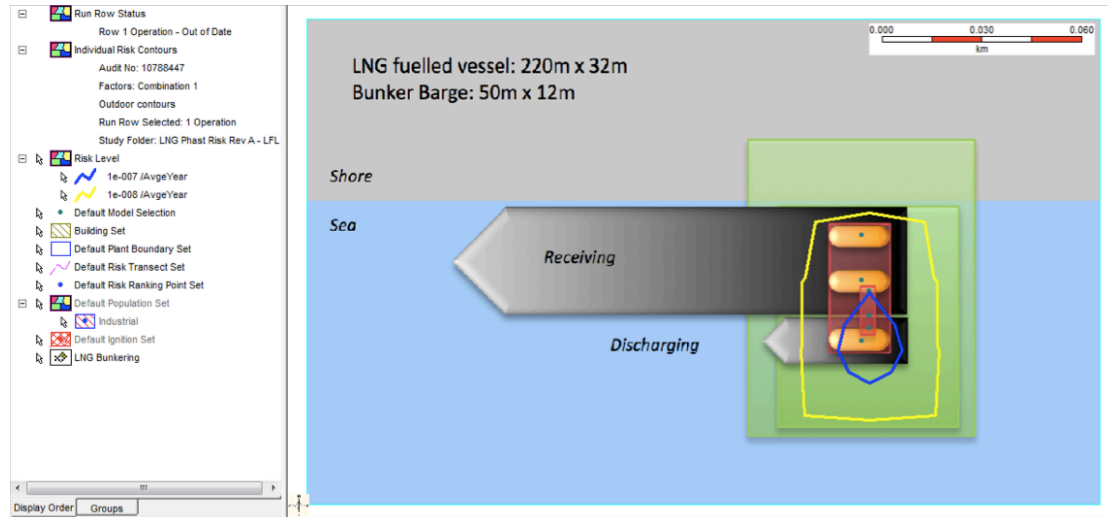 Run Row Status
Row 1 Operation - Out of Date
Individual Risk Contours
Audit No: 10788447
Factors: Combination 1
Outdoor contours
Run Row Selected: 1 Operation
Study Folder: LNG Phast Risk Rev A - LFL
Risk Level
1e-007 /AvgeYear
1e-008 /AvgeYear
Default Model Selection
Building Set
Default Plant Boundary Set
Default Risk Transect Set
Default Risk Ranking Point Set
Default Population Set
Industrial
Default Ignition Set
LNG Bunkering
Display Order Groups
0.000 0.030 0.060
km
LNG fuelled vessel: 220m x 32m
Bunker Barge: 50m x 12m
Shore
Sea
Receiving
Discharging